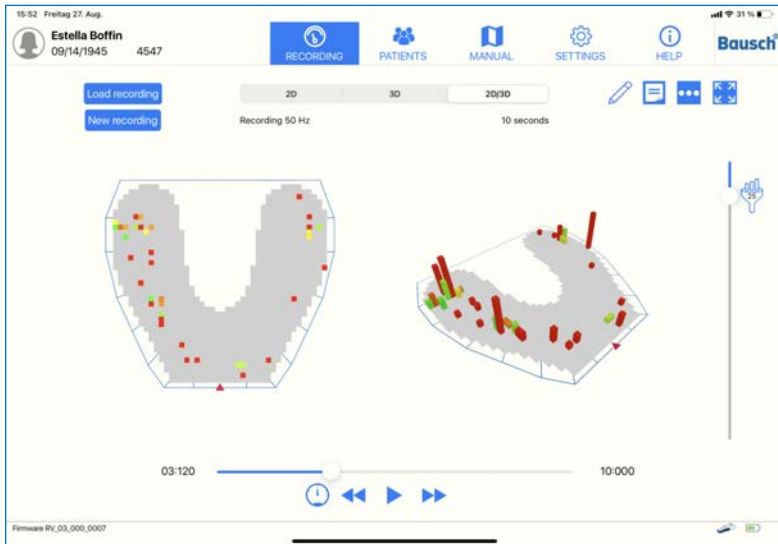 15:52 Freitag 27. Aug.
31 %
Estella Boffin
09/14/1945 4547
RECORDING
PATIENTS
MANUAL
SETTINGS
HELP
Bausch®
Load recording
New recording
2D
3D
2D/3D
Recording 50 Hz
10 seconds
25
03:120
10:000
Firmware RV_03_000_0007